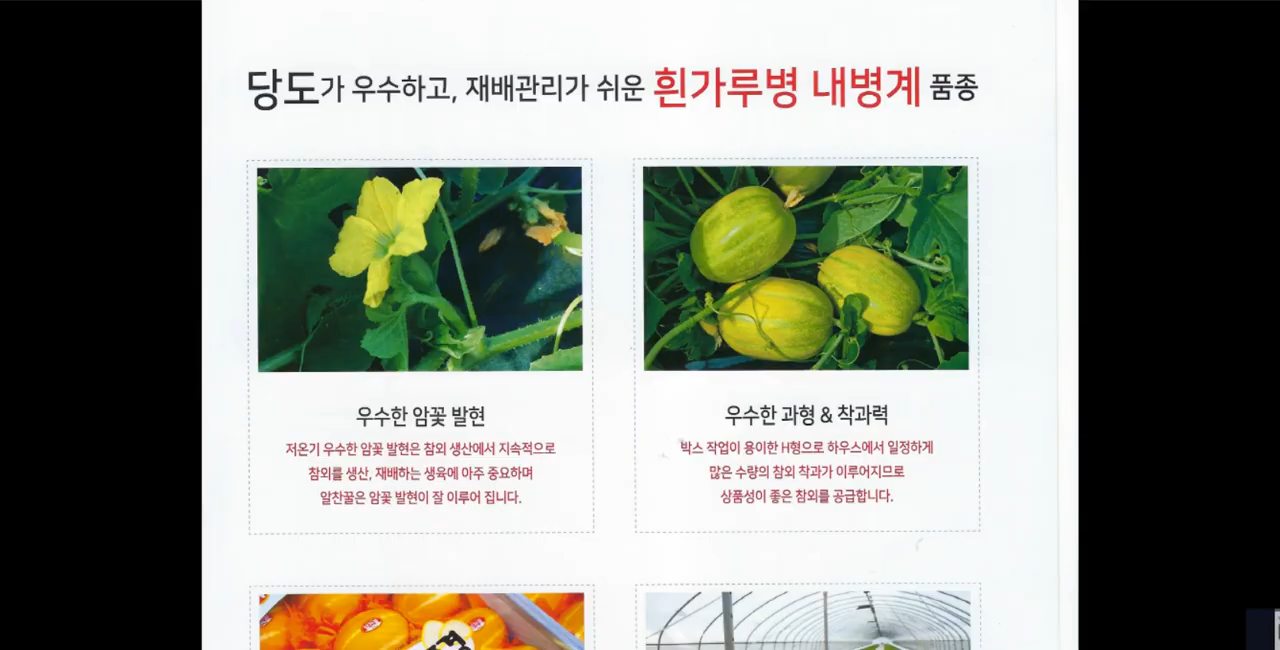 당도가 우수하고, 재배관리가 쉬운 흰가루병 내병계 품종
우수한 암꽃 발현
저온기 우수한 암꽃 발현은 참외 생산에서 지속적으로
참외를 생산, 재배하는 생육에 아주 중요하며
알찬꿀은 암꽃 발현이 잘 이루어 집니다.
우수한 과형 & 착과력
박스 작업이 용이한 H형으로 하우스에서 일정하게
많은 수량의 참외 착과가 이루어지므로
상품성이 좋은 참외를 공급합니다.